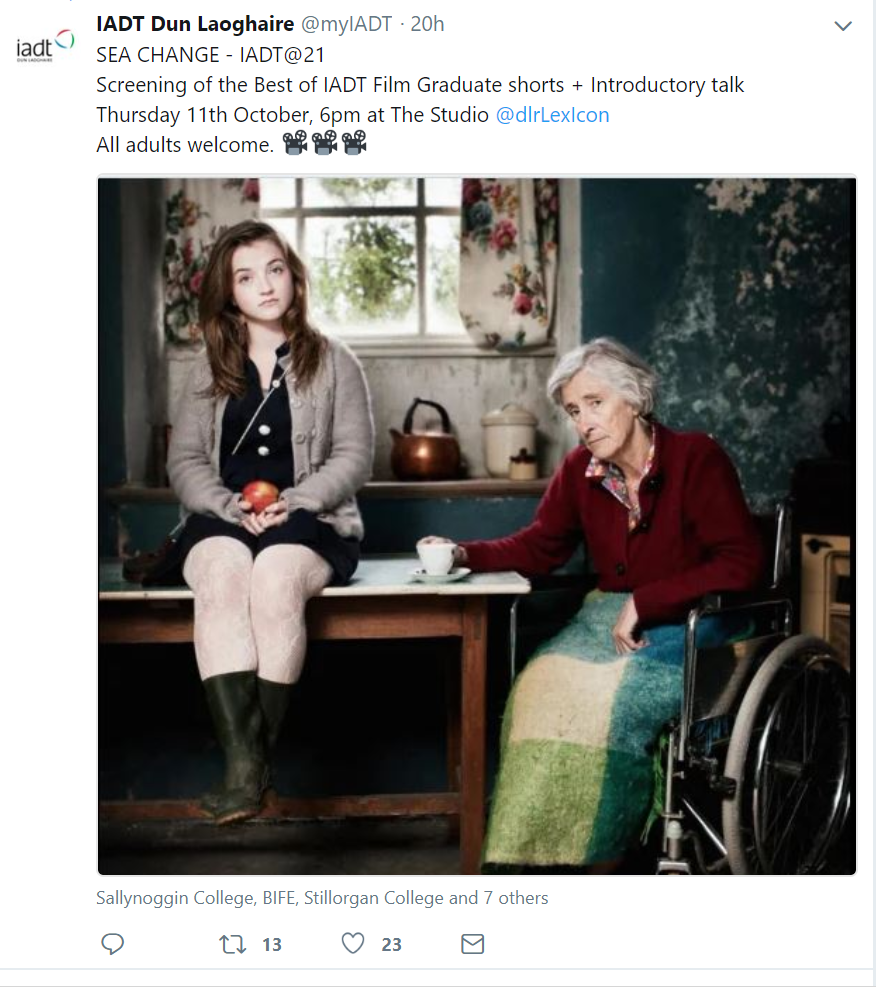 IADT Dun Laoghaire @myIADT · 20h
iadt
DUN LAOGHAIRE
SEA CHANGE - IADT@21
Screening of the Best of IADT Film Graduate shorts + Introductory talk
Thursday 11th October, 6pm at The Studio @dlrLexIcon
All adults welcome. 🎥🎥🎥
Sallynoggin College, BIFE, Stillorgan College and 7 others
13 23